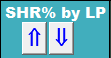 SHR% by LP
⇑ ⇓